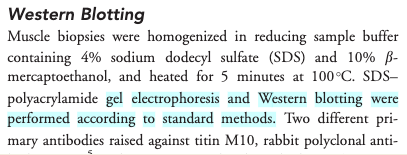 Western Blotting
Muscle biopsies were homogenized in reducing sample buffer
containing 4% sodium dodecyl sulfate (SDS) and 10% β-
mercaptoethanol, and heated for 5 minutes at 100°C. SDS–
polyacrylamide gel electrophoresis and Western blotting were
performed according to standard methods. Two different pri-
mary antibodies raised against titin M10, rabbit polyclonal anti-